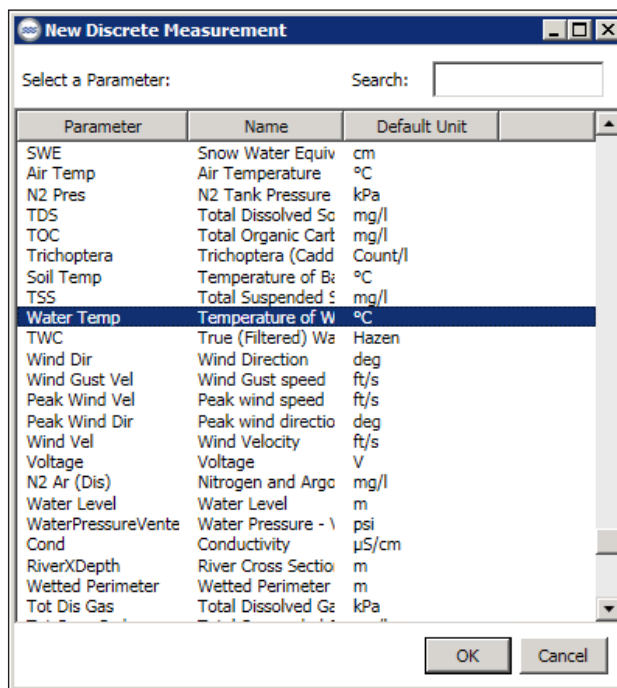 New Discrete Measurement
Select a Parameter: Search:
Parameter Name Default Unit
SWE Snow Water Equiv cm
Air Temp Air Temperature ºC
N2 Pres N2 Tank Pressure kPa
TDS Total Dissolved So mg/l
TOC Total Organic Cart mg/l
Trichoptera Trichoptera (Cadd Count/l
Soil Temp Temperature of Ba ºC
TSS Total Suspended S mg/l
Water Temp Temperature of W ºC
TWC True (Filtered) Wa Hazen
Wind Dir Wind Direction deg
Wind Gust Vel Wind Gust speed ft/s
Peak Wind Vel Peak wind speed ft/s
Peak Wind Dir Peak wind directio deg
Wind Vel Wind Velocity ft/s
Voltage Voltage V
N2 Ar (Dis) Nitrogen and Argo mg/l
Water Level Water Level m
WaterPressureVente Water Pressure - psi
Cond Conductivity µS/cm
RiverXDepth River Cross Sectio m
Wetted Perimeter Wetted Perimeter m
Tot Dis Gas Total Dissolved Ga kPa
OK Cancel